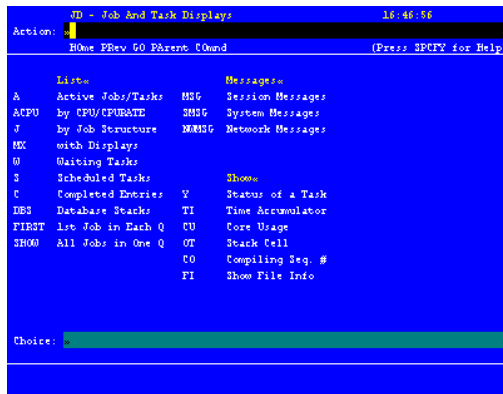 JD - Job And Task Displays 16:46:56
Action: »
HOme PRev GO PArent COmnd (Press SPCFY for Help
List« Messages«
A Active Jobs/Tasks MSG Session Messages
ACPU by CPU/CPURATE SMSG System Messages
J by Job Structure NWMSG Network Messages
MX with Displays
W Waiting Tasks
S Scheduled Tasks Show«
C Completed Entries Y Status of a Task
DBS Database Stacks TI Time Accumulator
FIRST 1st Job in Each Q CU Core Usage
SHOW All Jobs in One Q OT Stack Cell
CO Compiling Seq. #
FI Show File Info
Choice: »